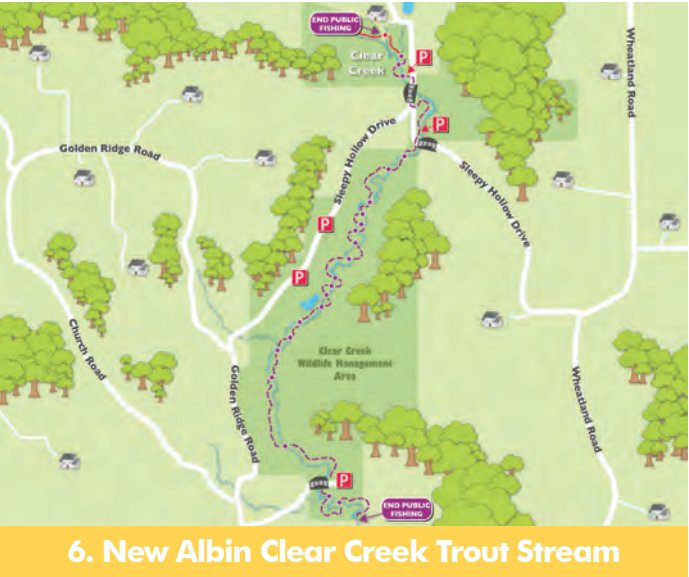 END PUBLIC
FISHING
Clear
Creek
P
P
Wheatland Road
Golden Ridge Road
Sleepy Hollow Drive
Sleepy Hollow Drive
P
P
Church Road
Clear Creek
Wildlife Management
Area
Golden Ridge Road
Wheatland Road
P
END PUBLIC
FISHING
6. New Albin Clear Creek Trout Stream